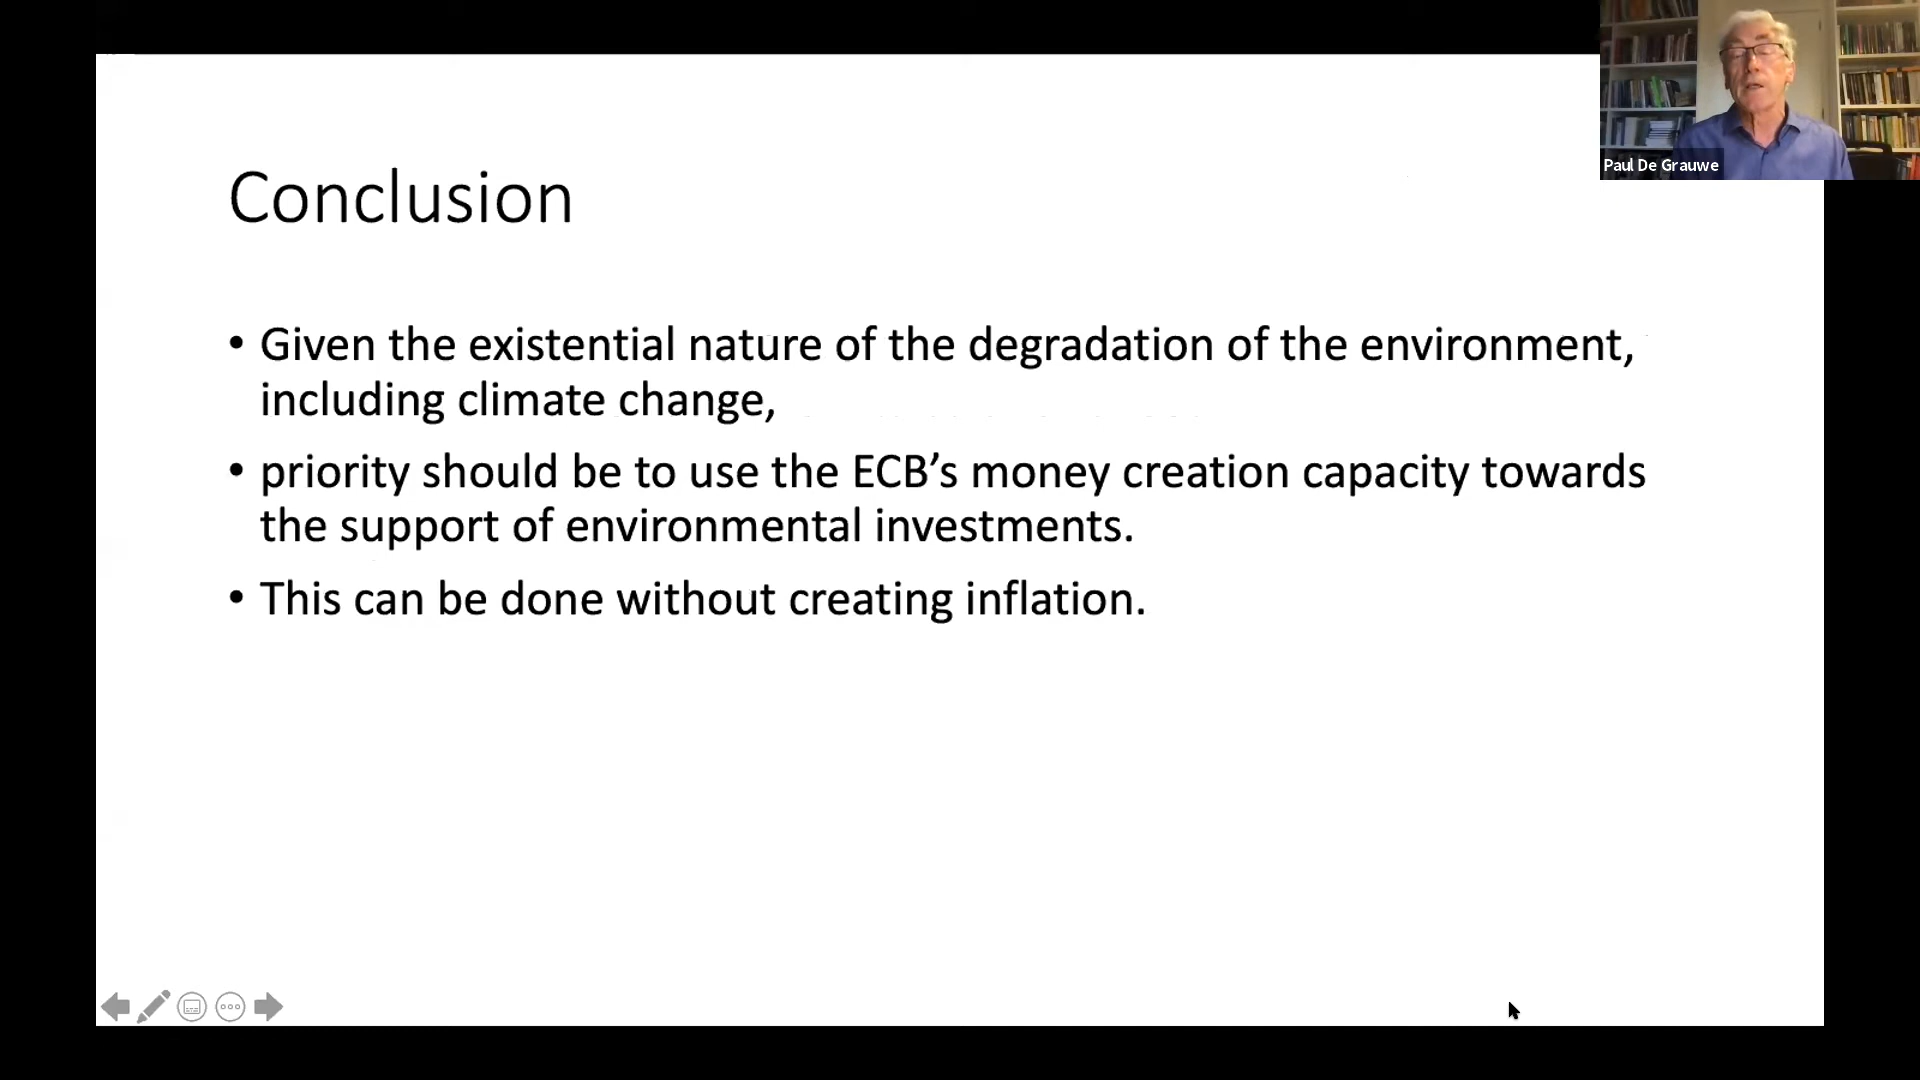 Paul De Grauwe
Conclusion
• Given the existential nature of the degradation of the environment,
including climate change,
• priority should be to use the ECB’s money creation capacity towards
the support of environmental investments.
• This can be done without creating inflation.